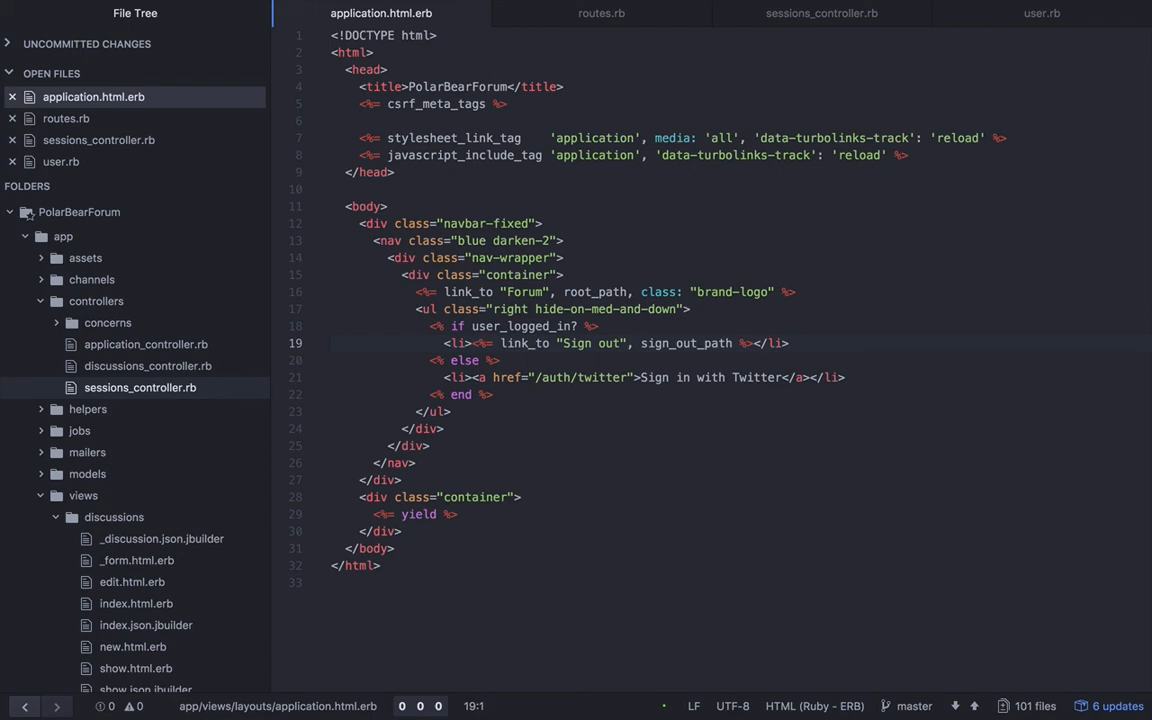 File Tree
UNCOMMITTED CHANGES
OPEN FILES
application.html.erb
routes.rb
sessions_controller.rb
user.rb
FOLDERS
PolarBearForum
app
assets
channels
controllers
concerns
application_controller.rb
discussions_controller.rb
sessions_controller.rb
helpers
jobs
mailers
models
views
discussions
_discussion.json.jbuilder
_form.html.erb
edit.html.erb
index.html.erb
index.json.jbuilder
new.html.erb
show.html.erb
show.json.jbuilder
application.html.erb routes.rb sessions_controller.rb user.rb
1 <!DOCTYPE html>
2 <html>
3 <head>
4 <title>PolarBearForum</title>
5 <%= csrf_meta_tags %>
6
7 <%= stylesheet_link_tag    'application', media: 'all', 'data-turbolinks-track': 'reload' %>
8 <%= javascript_include_tag 'application', 'data-turbolinks-track': 'reload' %>
9 </head>
10
11 <body>
12 <div class="navbar-fixed">
13 <nav class="blue darken-2">
14 <div class="nav-wrapper">
15 <div class="container">
16 <%= link_to "Forum", root_path, class: "brand-logo" %>
17 <ul class="right hide-on-med-and-down">
18 <% if user_logged_in? %>
19 <li><%= link_to "Sign out", sign_out_path %></li>
20 <% else %>
21 <li><a href="/auth/twitter">Sign in with Twitter</a></li>
22 <% end %>
23 </ul>
24 </div>
25 </div>
26 </nav>
27 </div>
28 <div class="container">
29 <%= yield %>
30 </div>
31 </body>
32 </html>
33
0 0 app/views/layouts/application.html.erb 0 0 0 19:1 LF UTF-8 HTML (Ruby - ERB) master 101 files 6 updates